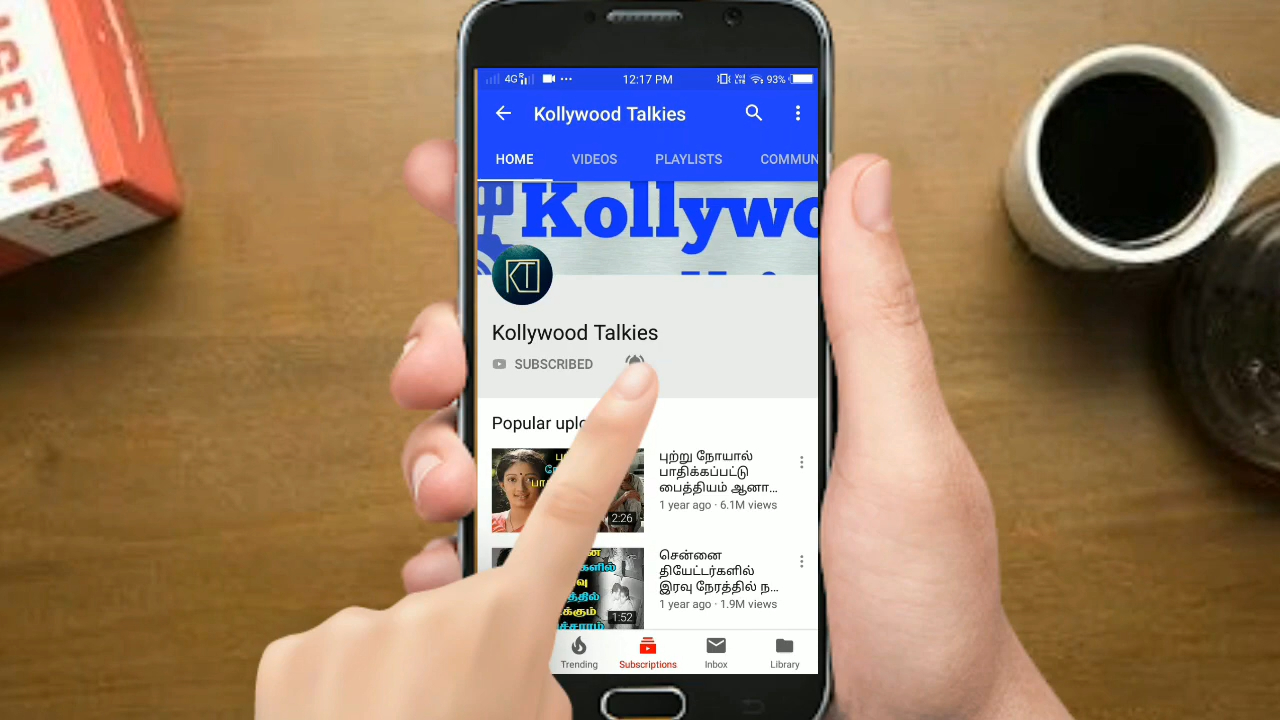 4G
R
12:17 PM
93%
Kollywood Talkies
HOME
VIDEOS
PLAYLISTS
COMMUN
Kollywo
KT
Kollywood Talkies
SUBSCRIBED
Popular uplo
புற்று நோயால்
பாதிக்கப்பட்டு
பைத்தியம் ஆனா...
1 year ago · 6.1M views
2:26
சென்னை
தியேட்டர்களில்
இரவு நேரத்தில் ந...
1 year ago · 1.9M views
1:52
Trending
Subscriptions
Inbox
Library